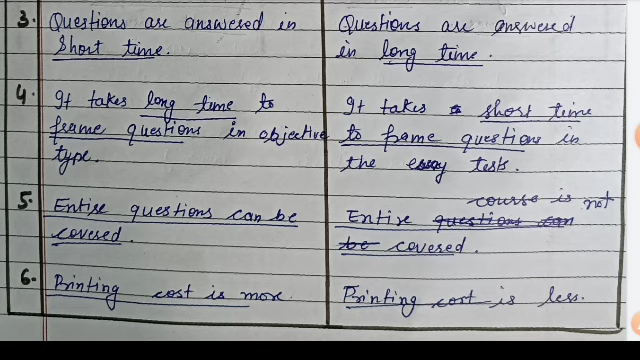 3. Questions are answered in
short time.
Questions are answered
in long time.
4. It takes long time to
frame questions in objective
type.
It takes short time
to frame questions in
the essay tests.
5. Entire questions can be
covered.
course is not
Entire questions can
be covered.
6. Printing cost is more.
Printing cost is less.